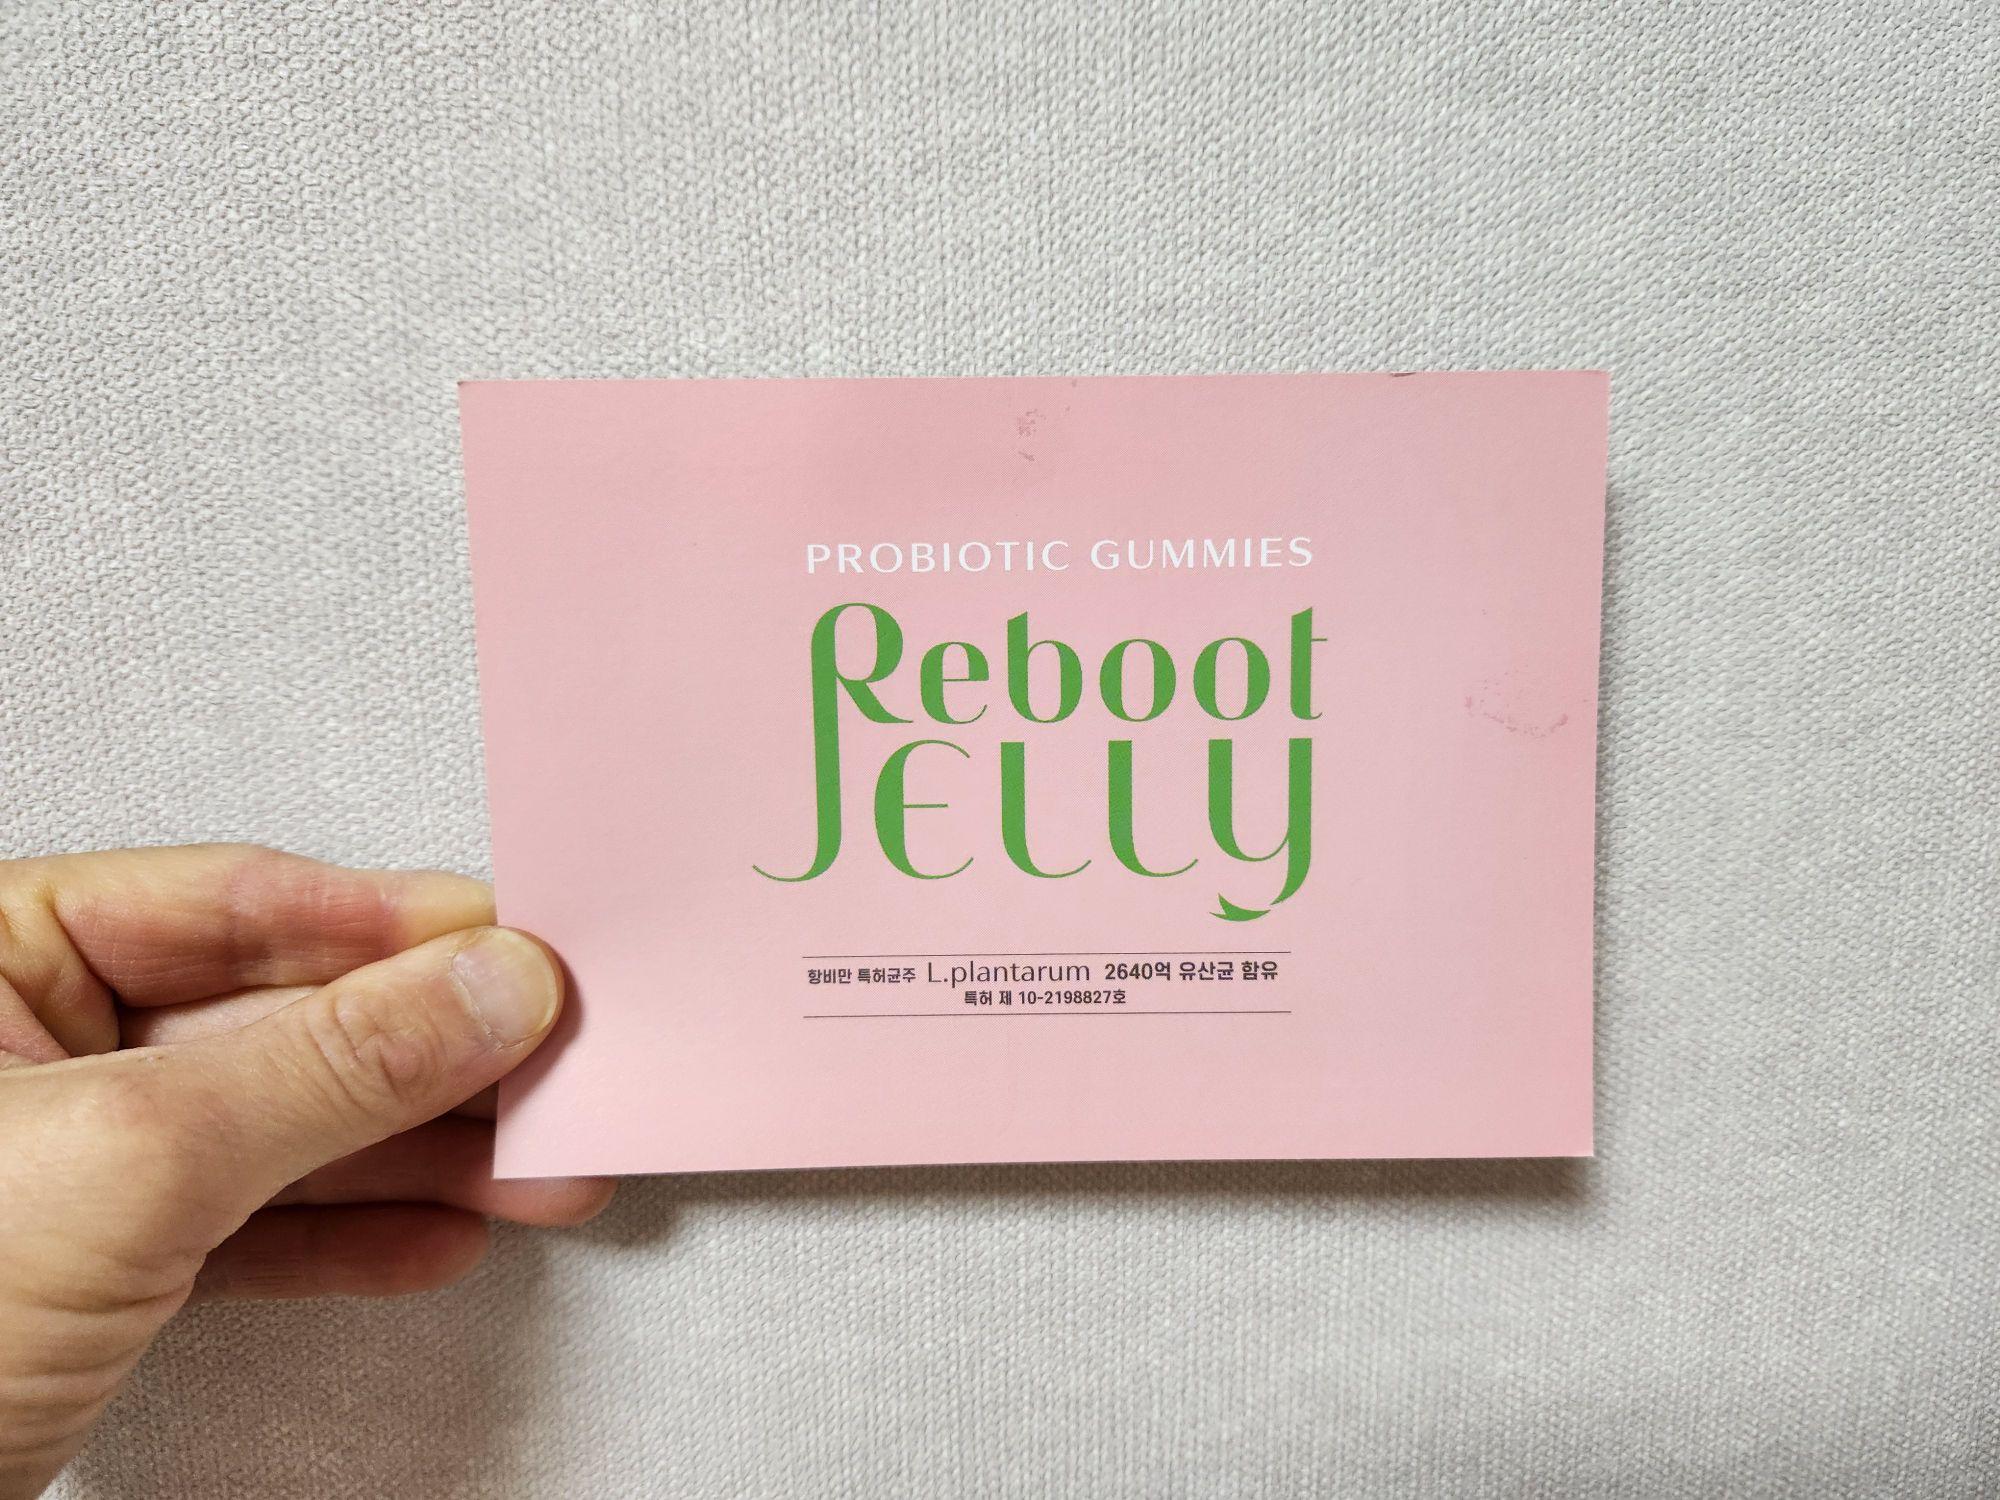 PROBIOTIC GUMMIES
Reboot
JELLY
항비만 특허균주 L.plantarum 2640억 유산균 함유
특허 제 10-2198827호